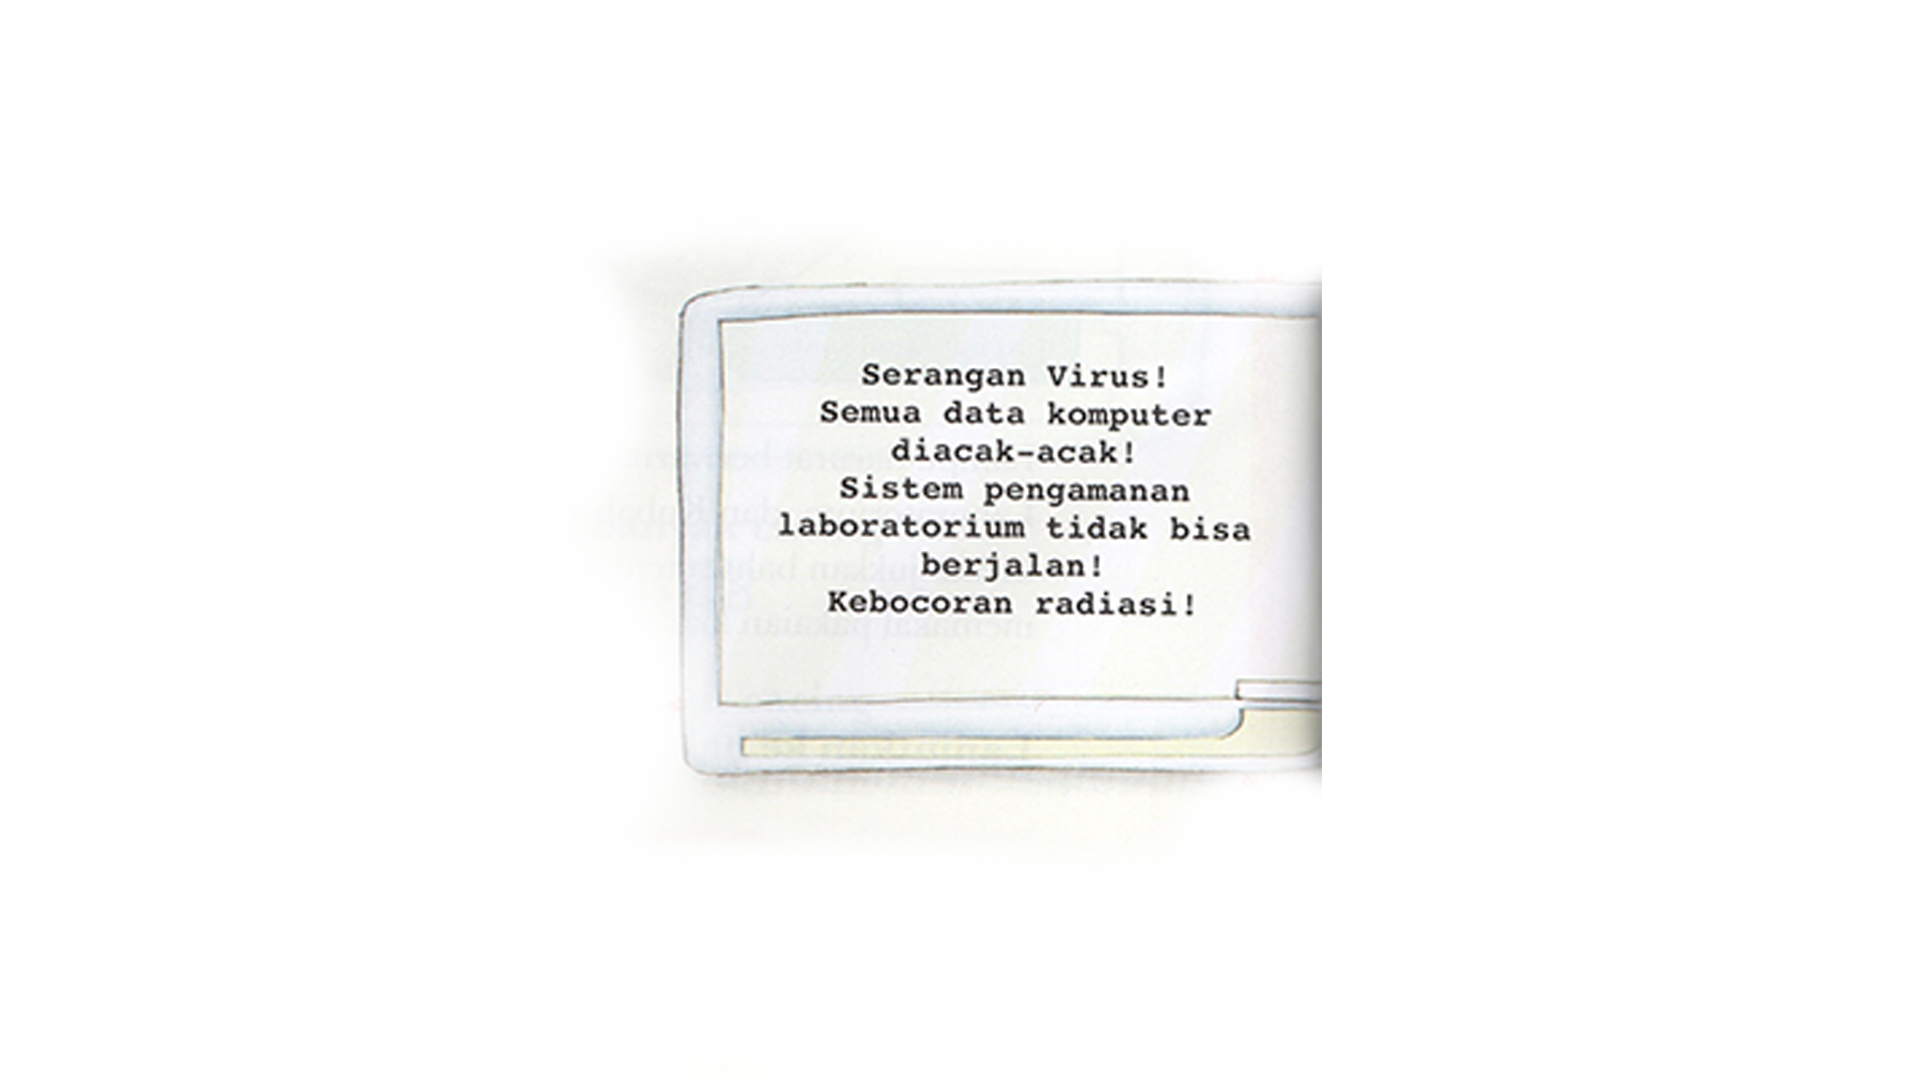 Serangan Virus!
Semua data komputer
diacak-acak!
Sistem pengamanan
laboratorium tidak bisa
berjalan!
Kebocoran radiasi!